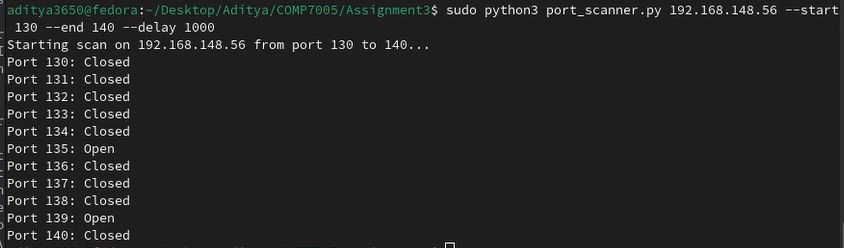 aditya3650@fedora:~/Desktop/Aditya/COMP7005/Assignment3$ sudo python3 port_scanner.py 192.168.148.56 --start
130 --end 140 --delay 1000
Starting scan on 192.168.148.56 from port 130 to 140...
Port 130: Closed
Port 131: Closed
Port 132: Closed
Port 133: Closed
Port 134: Closed
Port 135: Open
Port 136: Closed
Port 137: Closed
Port 138: Closed
Port 139: Open
Port 140: Closed